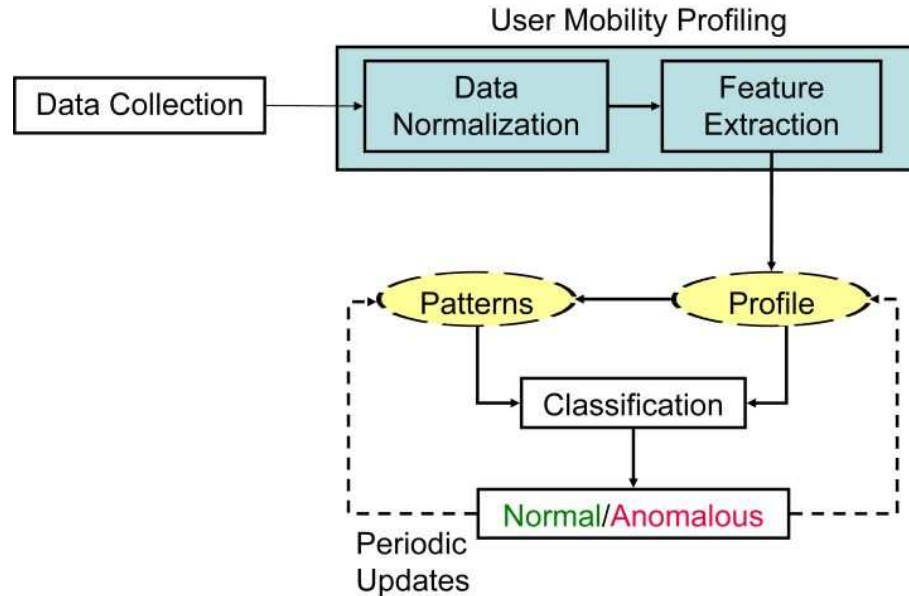 User Mobility Profiling
Data Collection
Data
Normalization
Feature
Extraction
Patterns
Profile
Classification
Normal/Anomalous
Periodic
Updates